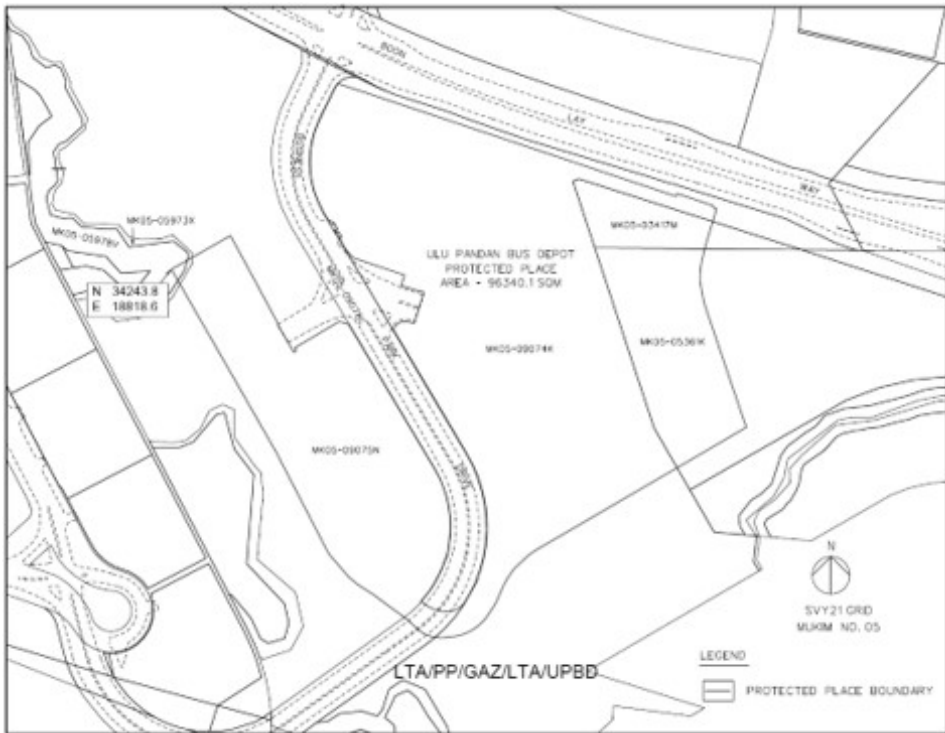 BOON
LAY
WAY
MK05-05973X
MK05-03417M
ULU PANDAN BUS DEPOT
PROTECTED PLACE
AREA - 96340.1 SQM
N 34243.8
E 18818.6
MK05-09074K
MK05-05361K
MK05-09075N
DRIVE
N
SVY21 GRID
MUKIM NO. 05
LTA/PP/GAZ/LTA/UPBD
LEGEND
PROTECTED PLACE BOUNDARY